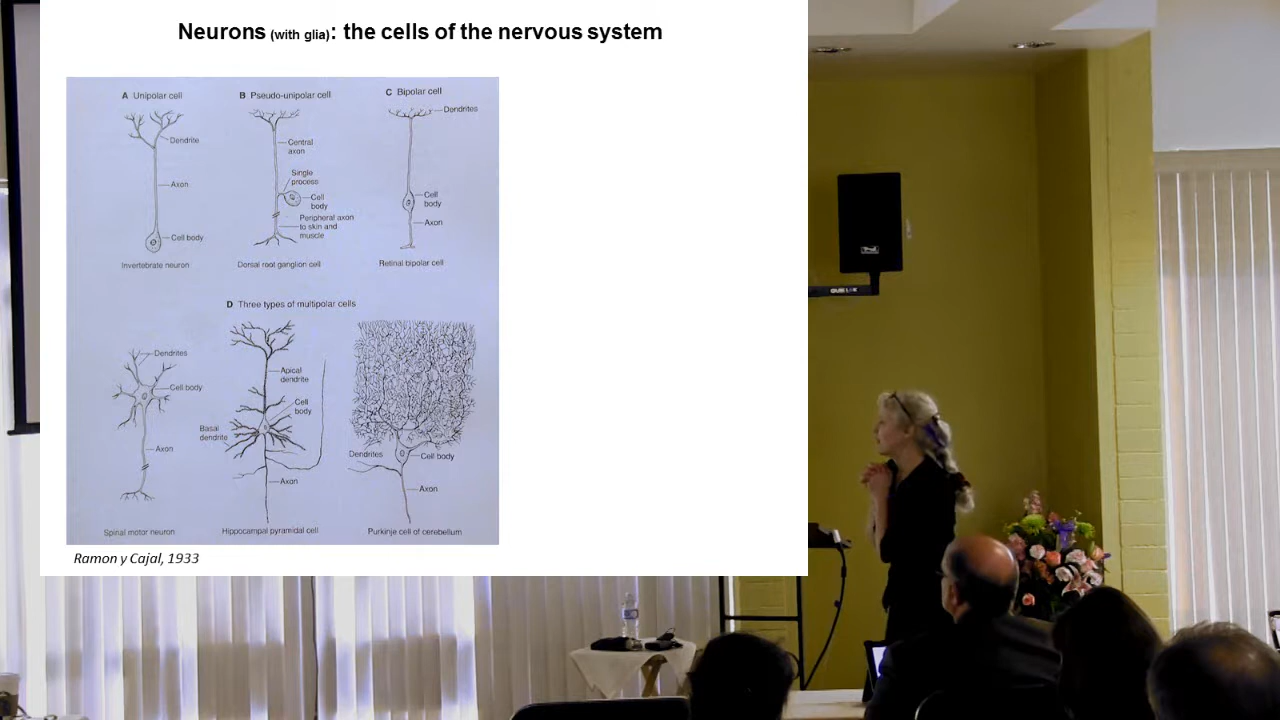 Neurons (with glia): the cells of the nervous system
A Unipolar cell
Dendrite
Axon
Cell body
Invertebrate neuron
B Pseudo-unipolar cell
Central
axon
Single
process
Cell
body
Peripheral axon
to skin and
muscle
Dorsal root ganglion cell
C Bipolar cell
Dendrites
Cell
body
Axon
Retinal bipolar cell
D Three types of multipolar cells
Dendrites
Cell body
Axon
Spinal motor neuron
Apical
dendrite
Cell
body
Basal
dendrite
Axon
Hippocampal pyramidal cell
Dendrites
Cell body
Axon
Purkinje cell of cerebellum
Ramon y Cajal, 1933